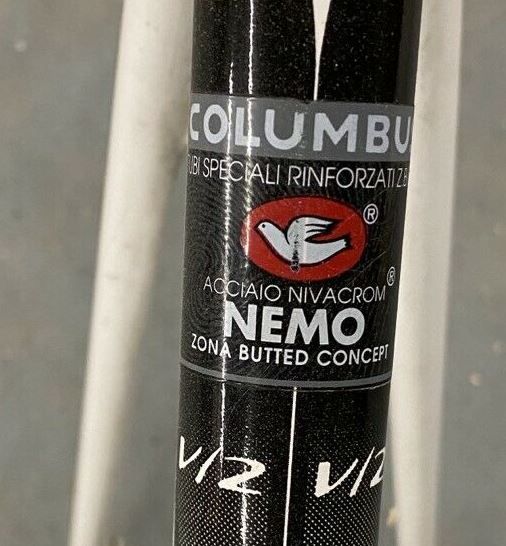 COLUMBU
UBI SPECIALI RINFORZATI Z.B
®
ACCIAIO NIVACROM®
NEMO
ZONA BUTTED CONCEPT
V/2 V/2